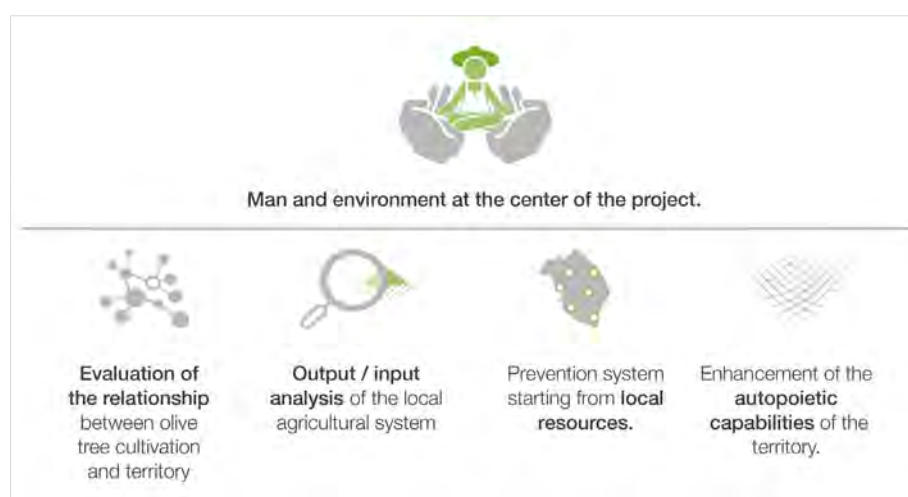 Man and environment at the center of the project.
Evaluation of
the relationship
between olive
tree cultivation
and territory
Output / input
analysis of the local
agricultural system
Prevention system
starting from local
resources.
Enhancement of the
autopoietic
capabilities of the
territory.